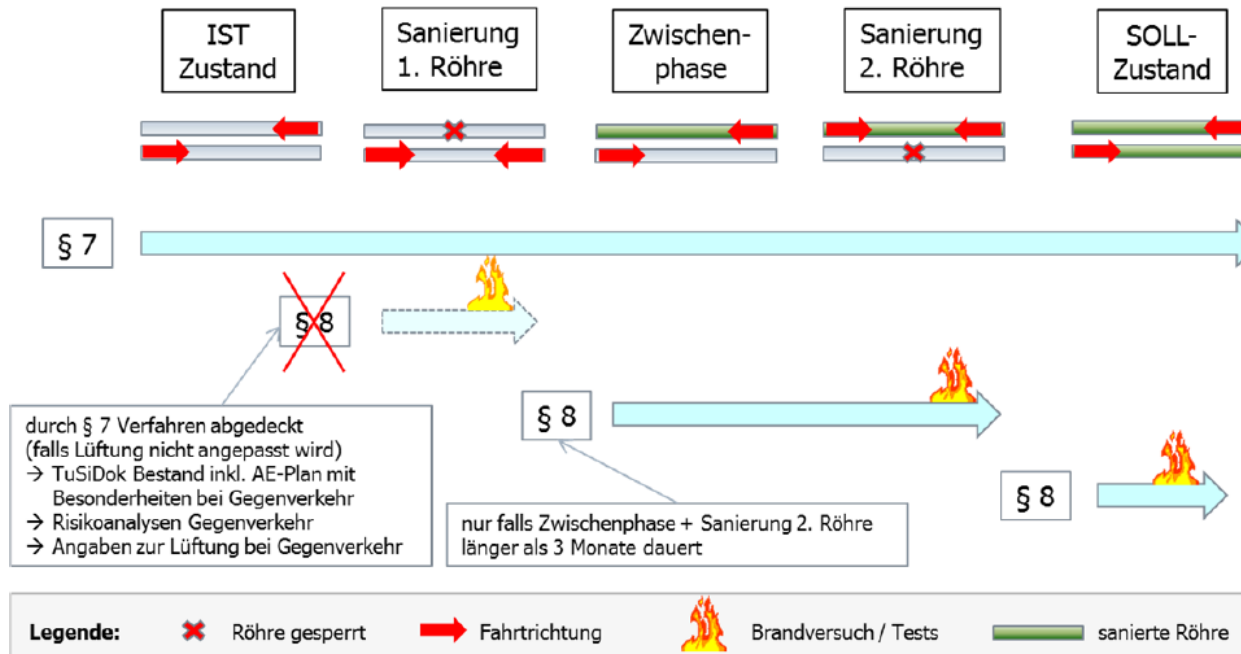 IST
Zustand
Sanierung
1. Röhre
Zwischen-
phase
Sanierung
2. Röhre
SOLL-
Zustand
§ 7
§ 8
durch § 7 Verfahren abgedeckt
(falls Lüftung nicht angepasst wird)
→ TuSiDok Bestand inkl. AE-Plan mit
Besonderheiten bei Gegenverkehr
→ Risikoanalysen Gegenverkehr
→ Angaben zur Lüftung bei Gegenverkehr
§ 8
nur falls Zwischenphase + Sanierung 2. Röhre
länger als 3 Monate dauert
§ 8
Legende: Röhre gesperrt Fahrtrichtung Brandversuch / Tests sanierte Röhre